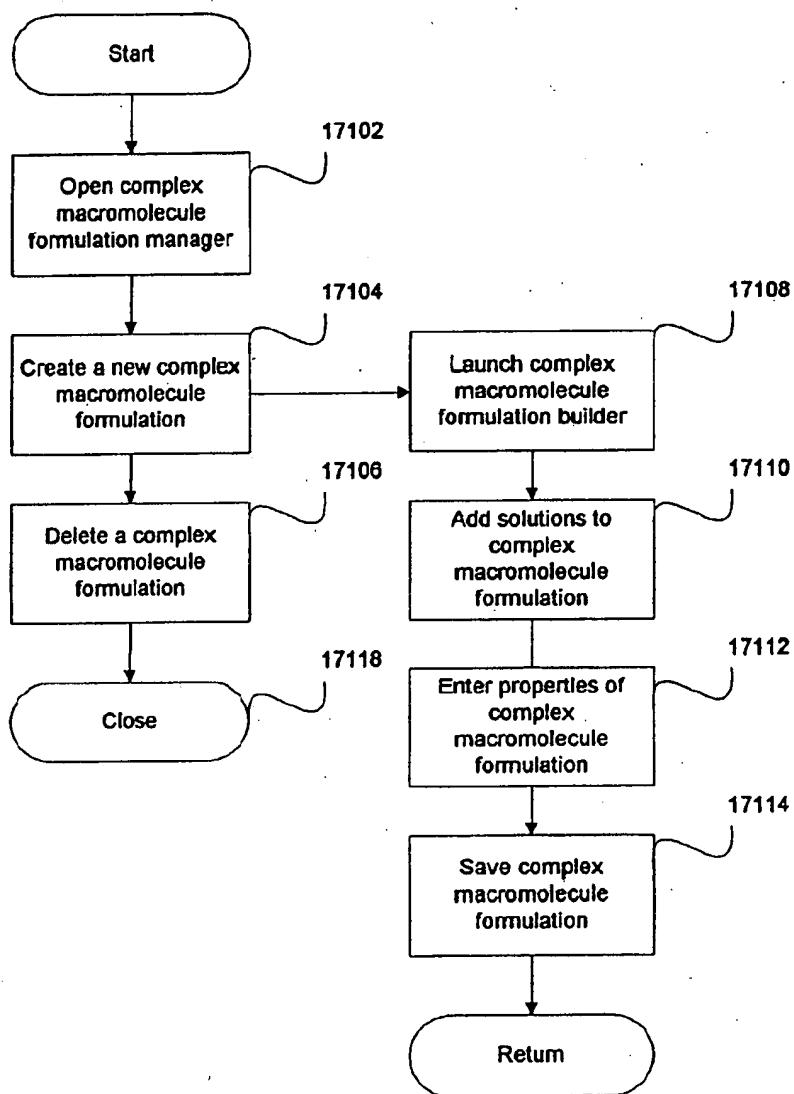 Start
17102
Open complex
macromolecule
formulation manager
17104
Create a new complex
macromolecule
formulation
17106
Delete a complex
macromolecule
formulation
17118
Close
17108
Launch complex
macromolecule
formulation builder
17110
Add solutions to
complex
macromolecule
formulation
17112
Enter properties of
complex
macromolecule
formulation
17114
Save complex
macromolecule
formulation
Return